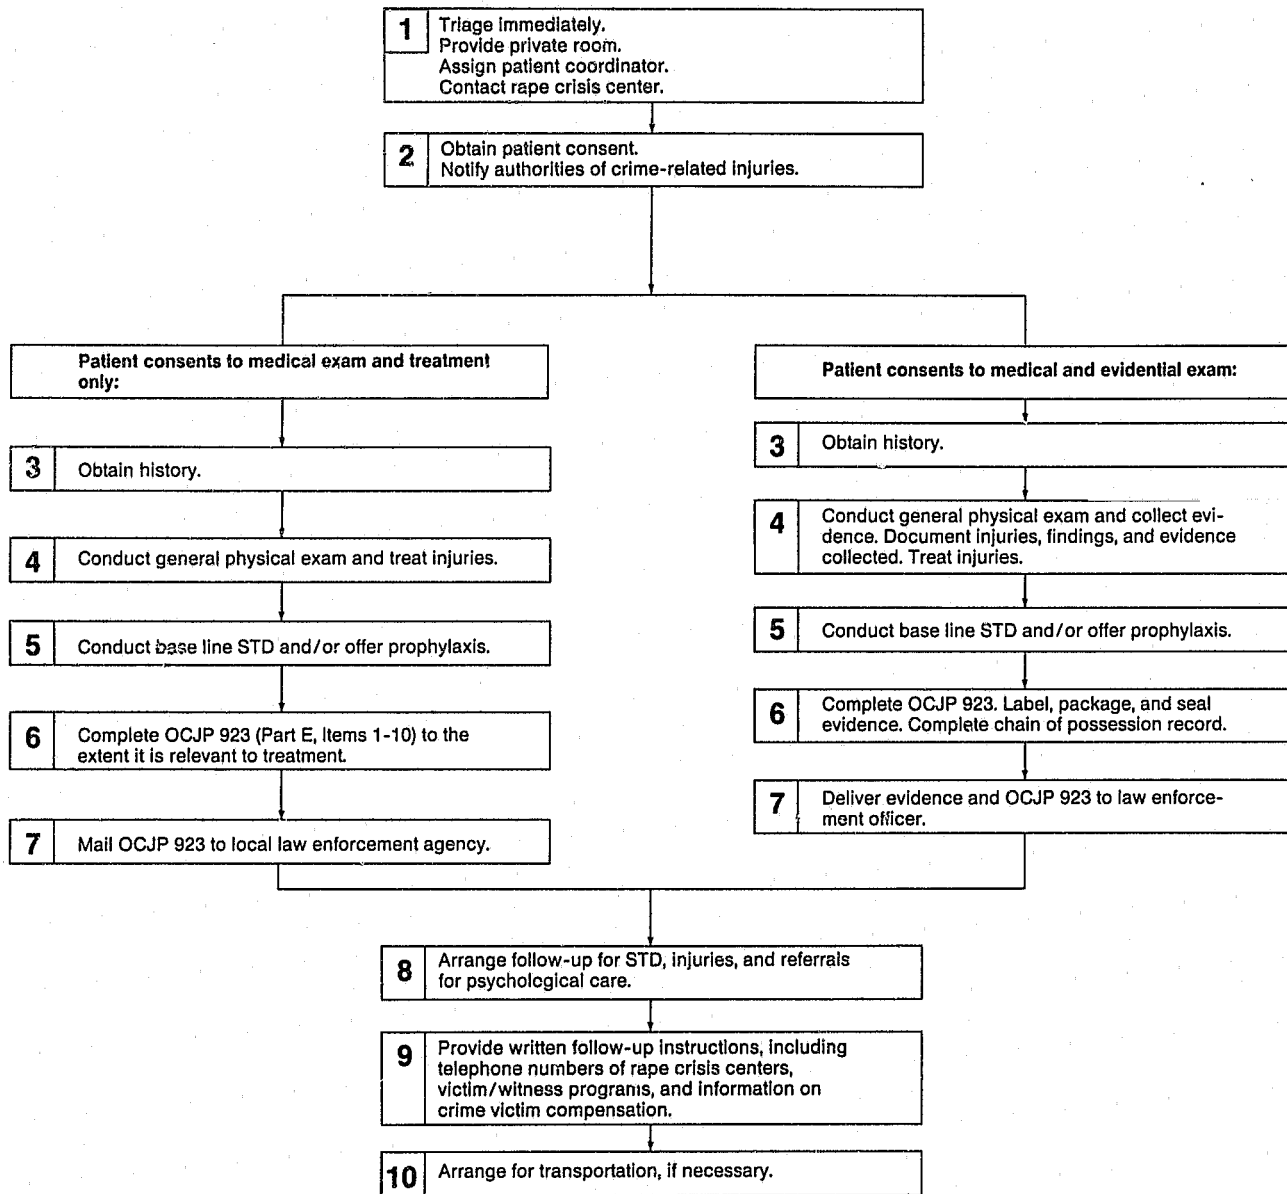 1
Triage immediately.
Provide private room.
Assign patient coordinator.
Contact rape crisis center.
2
Obtain patient consent.
Notify authorities of crime-related injuries.
Patient consents to medical exam and treatment
only:
3
Obtain history.
4
Conduct general physical exam and treat injuries.
5
Conduct base line STD and/or offer prophylaxis.
6
Complete OCJP 923 (Part E, Items 1-10) to the
extent it is relevant to treatment.
7
Mail OCJP 923 to local law enforcement agency.
Patient consents to medical and evidential exam:
3
Obtain history.
4
Conduct general physical exam and collect evi-
dence. Document injuries, findings, and evidence
collected. Treat injuries.
5
Conduct base line STD and/or offer prophylaxis.
6
Complete OCJP 923. Label, package, and seal
evidence. Complete chain of possession record.
7
Deliver evidence and OCJP 923 to law enforce-
ment officer.
8
Arrange follow-up for STD, injuries, and referrals
for psychological care.
9
Provide written follow-up instructions, including
telephone numbers of rape crisis centers,
victim/witness programs, and information on
crime victim compensation.
10
Arrange for transportation, if necessary.